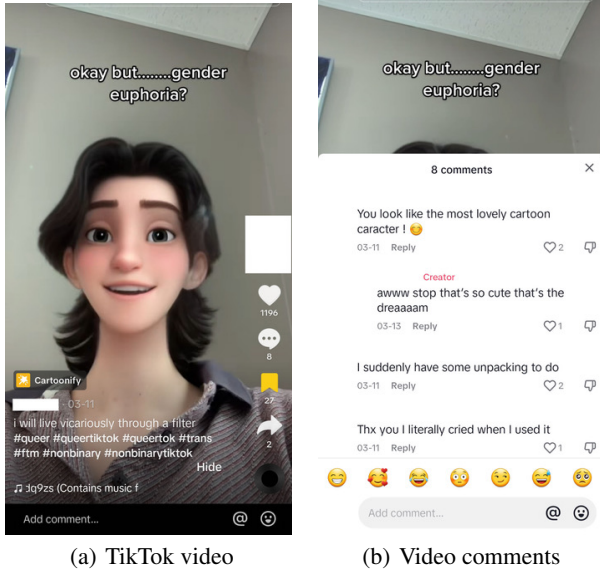 okay but........gender
euphoria?
1196
8
27
2
Cartoonify
· 03-11
i will live vicariously through a filter
#queer #queertiktok #queertok #trans
#ftm #nonbinary #nonbinarytiktok
Hide
dq9zs (Contains music f
Add comment...
@
(a) TikTok video
okay but........gender
euphoria?
8 comments
You look like the most lovely cartoon
caracter ! 😊
03-11 Reply
2
Creator
awww stop that's so cute that's the
dreaaaam
03-13 Reply
1
I suddenly have some unpacking to do
03-11 Reply
2
Thx you I literally cried when I used it
03-11 Reply
1
Add comment...
@
(b) Video comments